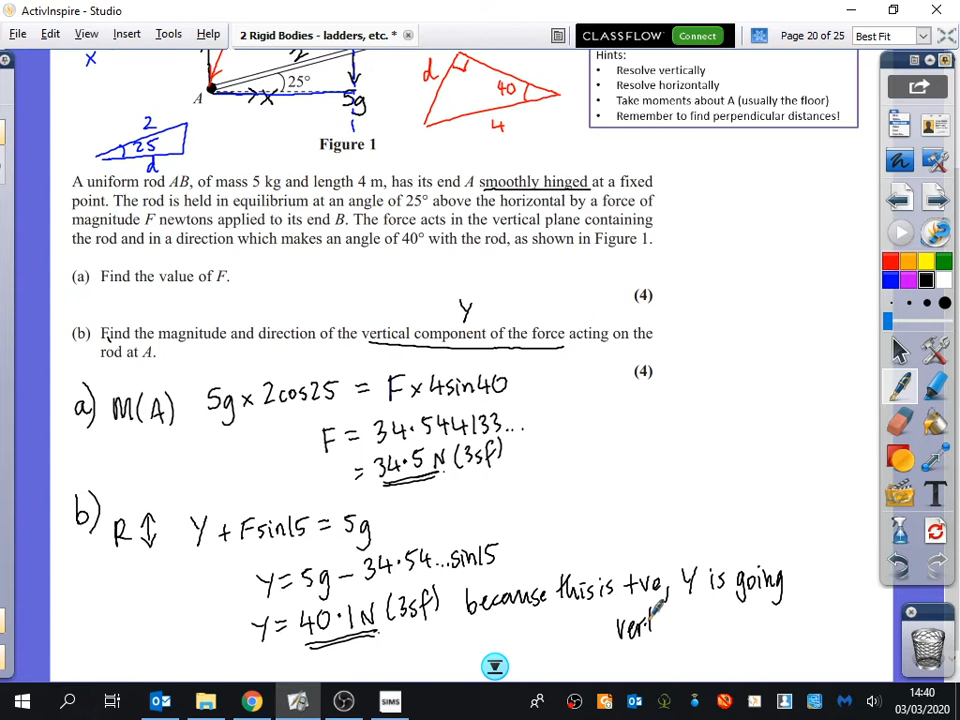 ActivInspire - Studio
File Edit View Insert Tools Help
2 Rigid Bodies - ladders, etc. *
CLASSFLOW Connect
Page 20 of 25
Best Fit
Hints:
• Resolve vertically
• Resolve horizontally
• Take moments about A (usually the floor)
• Remember to find perpendicular distances!
x
2
25°
A
X
5g
d
40
4
2
25
d
Figure 1
A uniform rod AB, of mass 5 kg and length 4 m, has its end A smoothly hinged at a fixed
point. The rod is held in equilibrium at an angle of 25° above the horizontal by a force of
magnitude F newtons applied to its end B. The force acts in the vertical plane containing
the rod and in a direction which makes an angle of 40° with the rod, as shown in Figure 1.
(a) Find the value of F.
(4)
Y
(b) Find the magnitude and direction of the vertical component of the force acting on the
rod at A.
(4)
a) M(A) 5g × 2cos25 = F × 4sin40
F = 34.544133...
= 34.5 N (3sf)
b) R ↕ Y + Fsin15 = 5g
Y = 5g - 34.54...sin15
Y = 40.1N (3sf) because this is +ve, Y is going
vert
T
SIMS
14:40
03/03/2020